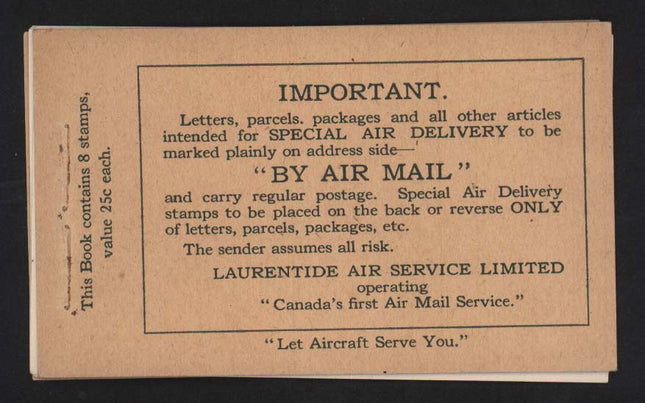 This Book contains 8 stamps,
value 25c each.
IMPORTANT.
Letters, parcels. packages and all other articles
intended for SPECIAL AIR DELIVERY to be
marked plainly on address side—
"BY AIR MAIL"
and carry regular postage. Special Air Delivery
stamps to be placed on the back or reverse ONLY
of letters, parcels, packages, etc.
The sender assumes all risk.
LAURENTIDE AIR SERVICE LIMITED
operating
"Canada's first Air Mail Service."
"Let Aircraft Serve You."